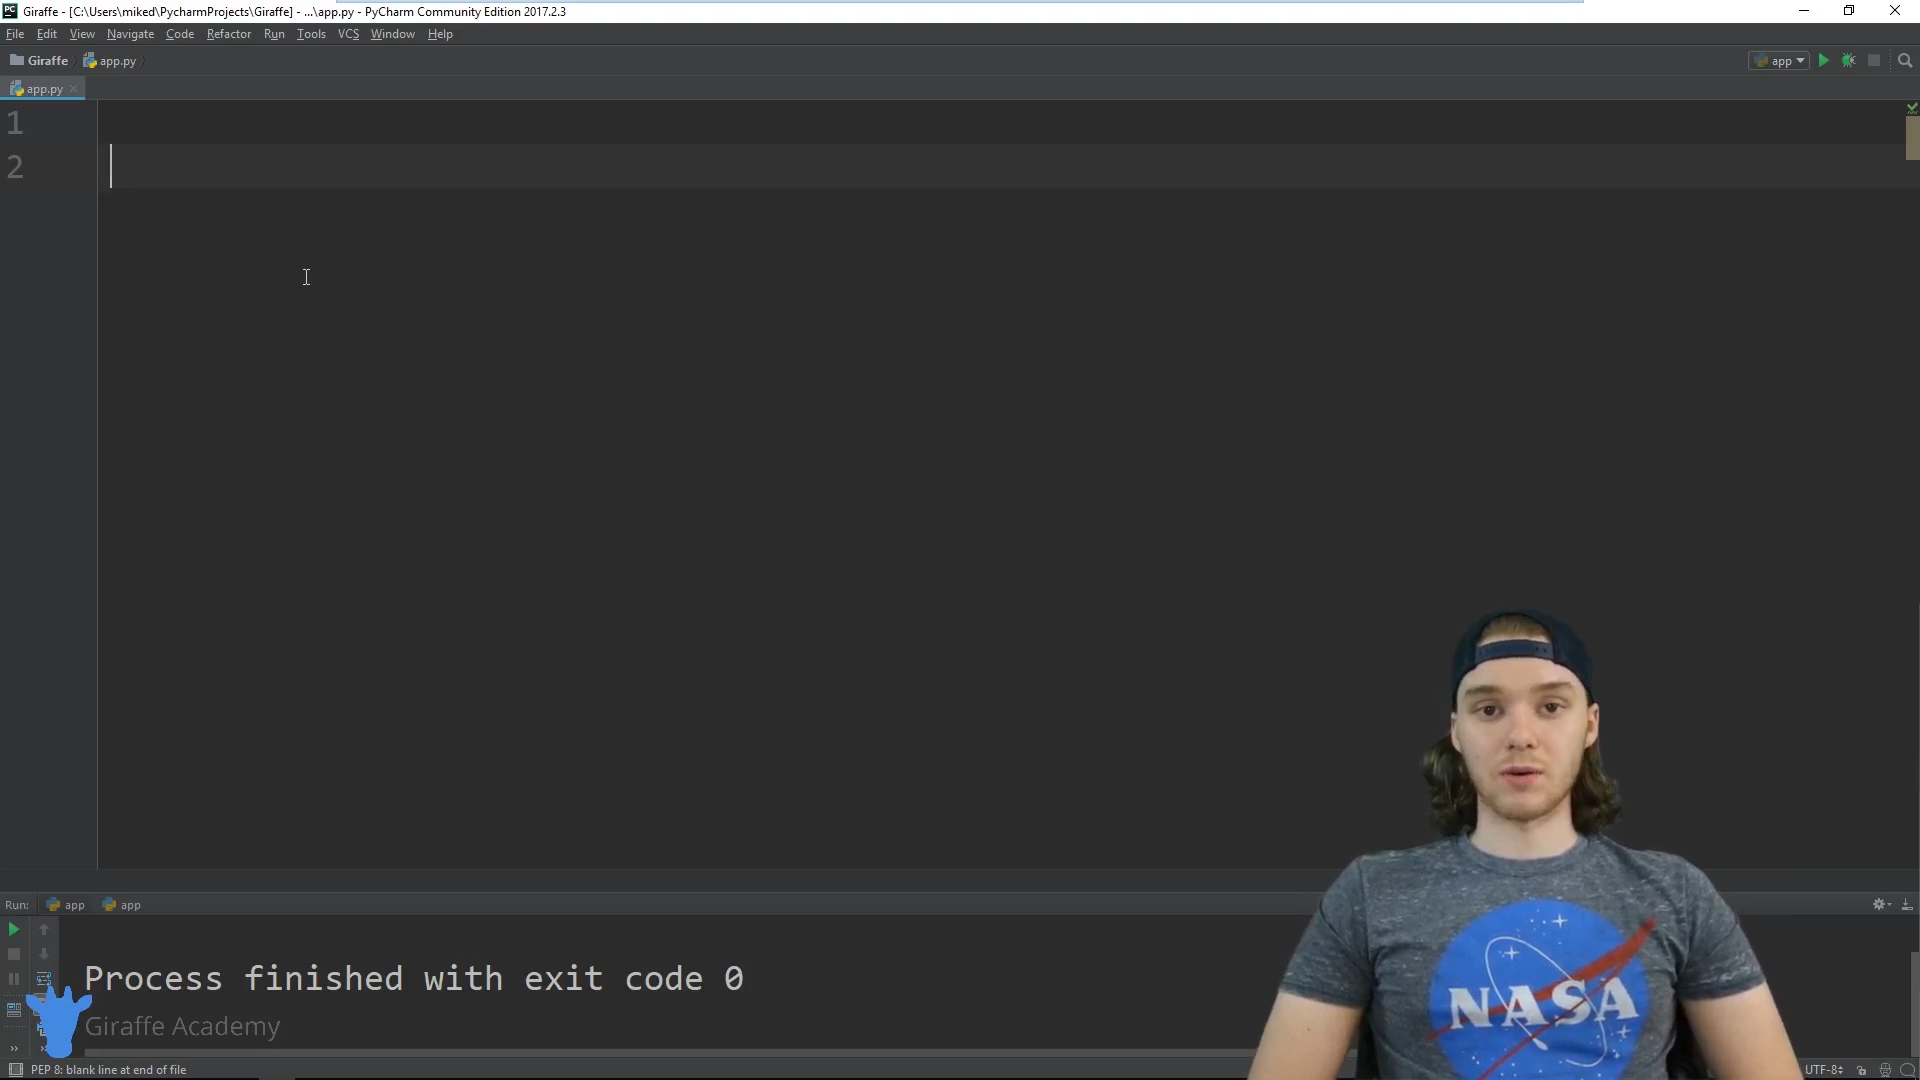 Giraffe - [C:\Users\miked\PycharmProjects\Giraffe] - ...\app.py - PyCharm Community Edition 2017.2.3
File Edit View Navigate Code Refactor Run Tools VCS Window Help
Giraffe app.py app
app.py
1
2
Run: app app
Process finished with exit code 0
Giraffe Academy
NASA
PEP 8: blank line at end of file UTF-8